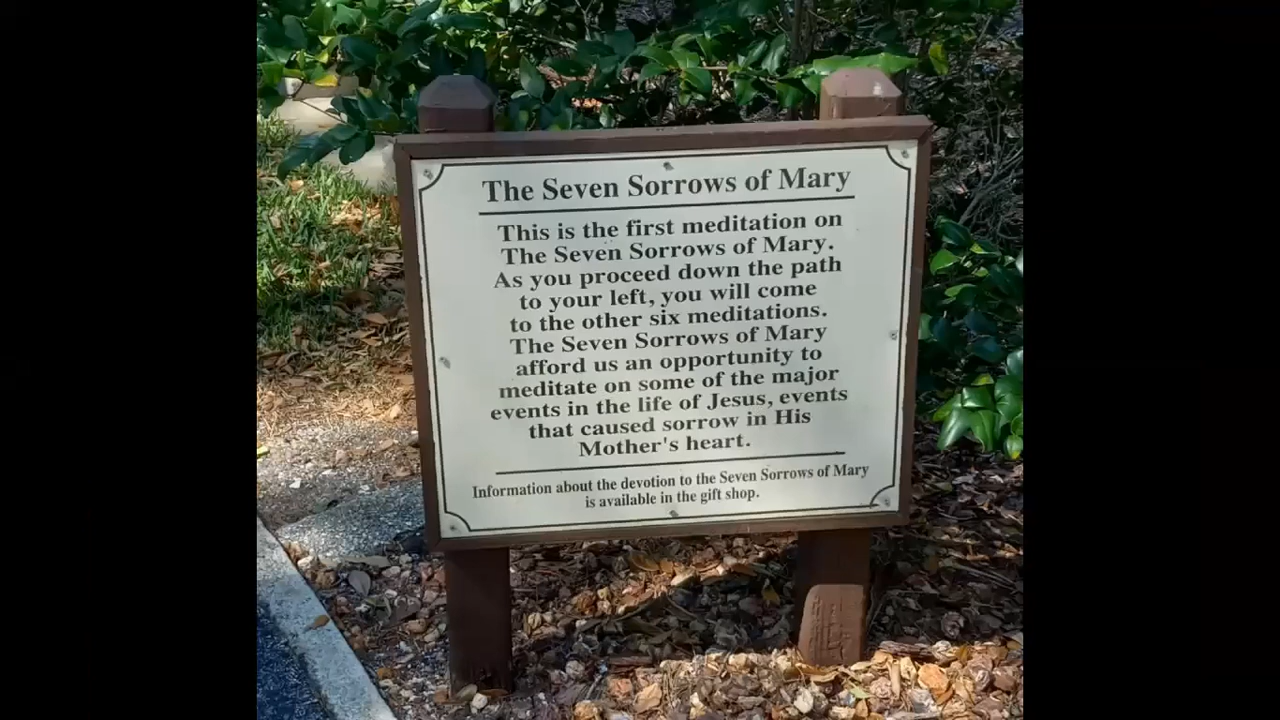 The Seven Sorrows of Mary
This is the first meditation on
The Seven Sorrows of Mary.
As you proceed down the path
to your left, you will come
to the other six meditations.
The Seven Sorrows of Mary
afford us an opportunity to
meditate on some of the major
events in the life of Jesus, events
that caused sorrow in His
Mother's heart.
Information about the devotion to the Seven Sorrows of Mary
is available in the gift shop.